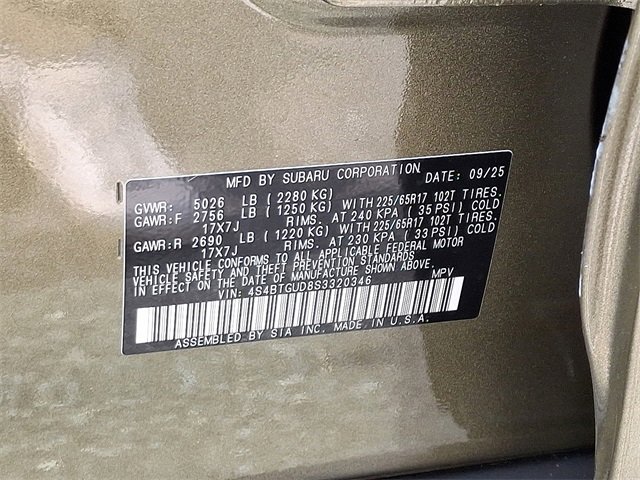 MFD BY SUBARU CORPORATION DATE: 09/25
GVWR: 5026 LB (2280 KG)
GAWR:F 2756 LB (1250 KG) WITH 225/65R17 102T TIRES.
17X7J RIMS. AT 240 KPA ( 35 PSI) COLD
GAWR:R 2690 LB (1220 KG) WITH 225/65R17 102T TIRES.
17X7J RIMS. AT 230 KPA ( 33 PSI) COLD
THIS VEHICLE CONFORMS TO ALL APPLICABLE FEDERAL MOTOR
VEHICLE SAFETY, BUMPER, AND THEFT PREVENTION STANDARDS
IN EFFECT ON THE DATE OF MANUFACTURE SHOWN ABOVE.
VIN: 4S4BTGUD8S3320346 MPV
ASSEMBLED BY SIA INC. MADE IN U.S.A.